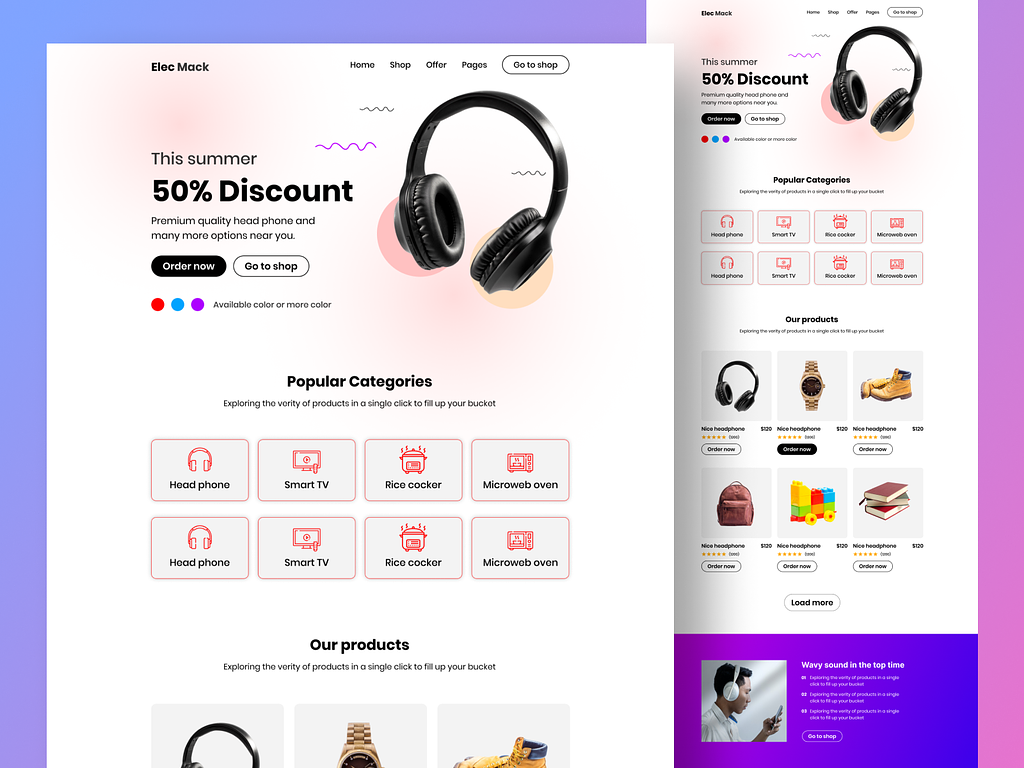 Elec Mack
Home Shop Offer Pages Go to shop
This summer
50% Discount
Premium quality head phone and
many more options near you.
Order now Go to shop
Available color or more color
Popular Categories
Exploring the verity of products in a single click to fill up your bucket
Head phone Smart TV Rice cocker Microweb oven
Head phone Smart TV Rice cocker Microweb oven
Our products
Exploring the verity of products in a single click to fill up your bucket
Elec Mack
Home Shop Offer Pages Go to shop
This summer
50% Discount
Premium quality head phone and
many more options near you.
Order now Go to shop
Available color or more color
Popular Categories
Exploring the verity of products in a single click to fill up your bucket
Head phone Smart TV Rice cocker Microweb oven
Head phone Smart TV Rice cocker Microweb oven
Our products
Exploring the verity of products in a single click to fill up your bucket
Nice headphone $120 Nice headphone $120 Nice headphone $120
Order now Order now Order now
Nice headphone $120 Nice headphone $120 Nice headphone $120
Order now Order now Order now
Load more
Wavy sound in the top time
01 Exploring the verity of products in a single
click to fill up your bucket
02 Exploring the verity of products in a single
click to fill up your bucket
03 Exploring the verity of products in a single
click to fill up your bucket
Go to shop